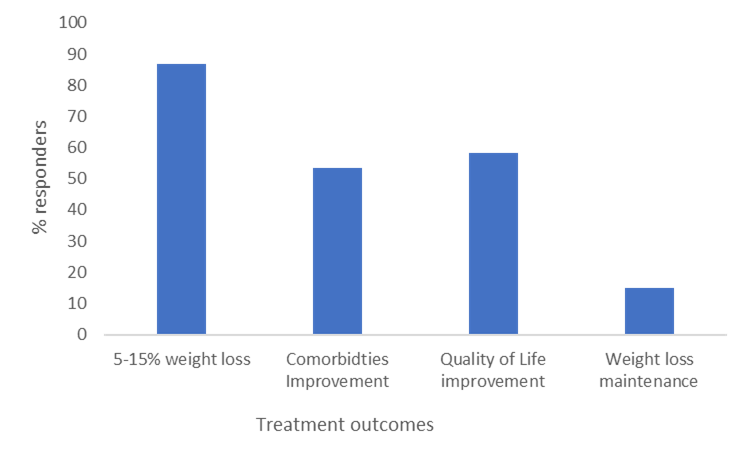 100
90
80
70
60
50
40
30
20
10
0
% responders
5-15% weight loss
Comorbidties
Improvement
Quality of Life
improvement
Weight loss
maintenance
Treatment outcomes